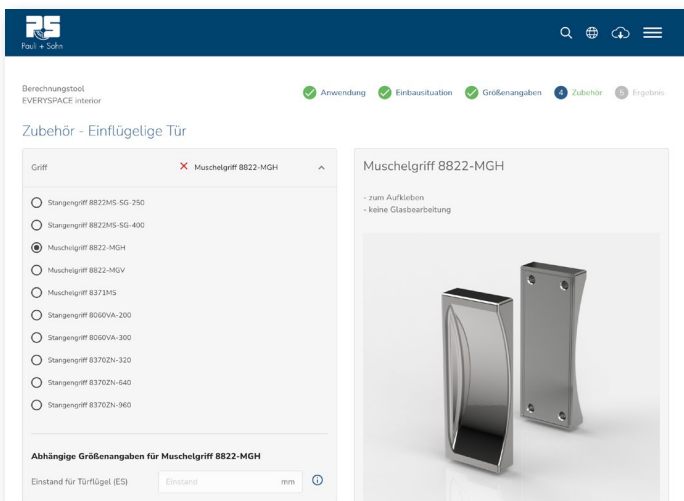 PS
Pauli + Sohn
Berechnungstool
EVERYSPACE interior
Anwendung
Einbausituation
Größenangaben
4 Zubehör
5 Ergebnis
Zubehör - Einflügelige Tür
Griff
Muschelgriff 8822-MGH
Stangengriff 8822MS-SG-250
Stangengriff 8822MS-SG-400
Muschelgriff 8822-MGH
Muschelgriff 8822-MGV
Muschelgriff 8371MS
Stangengriff 8060VA-200
Stangengriff 8060VA-300
Stangengriff 8370ZN-320
Stangengriff 8370ZN-640
Stangengriff 8370ZN-960
Abhängige Größenangaben für Muschelgriff 8822-MGH
Einstand für Türflügel (ES)
Einstand
mm
Muschelgriff 8822-MGH
- zum Aufkleben
- keine Glasbearbeitung